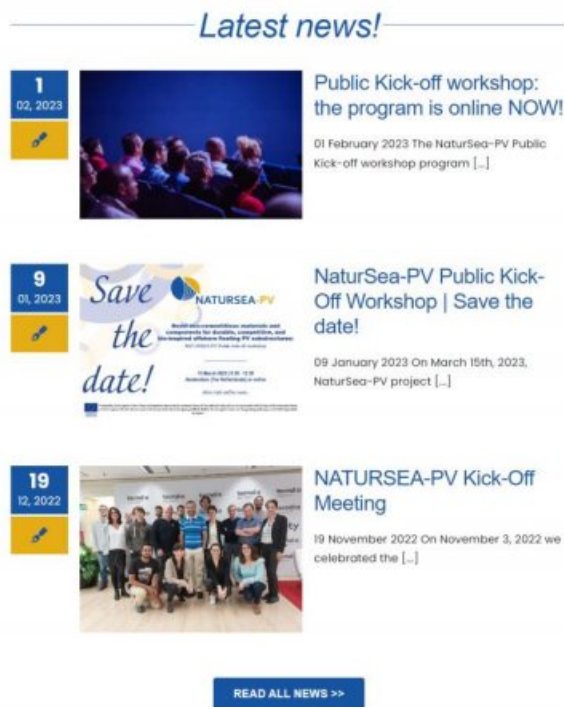 Latest news!
1
02, 2023
Public Kick-off workshop:
the program is online NOW!
01 February 2023 The NaturSea-PV Public
Kick-off workshop program [...]
9
01, 2023
Save
the
date!
NATURSEA-PV
NaturSea-PV Public Kick-
Off Workshop | Save the
date!
09 January 2023 On March 15th, 2023,
NaturSea-PV project [...]
19
12, 2022
tecnalia
NATURSEA-PV Kick-Off
Meeting
19 November 2022 On November 3, 2022 we
celebrated the [...]
READ ALL NEWS >>